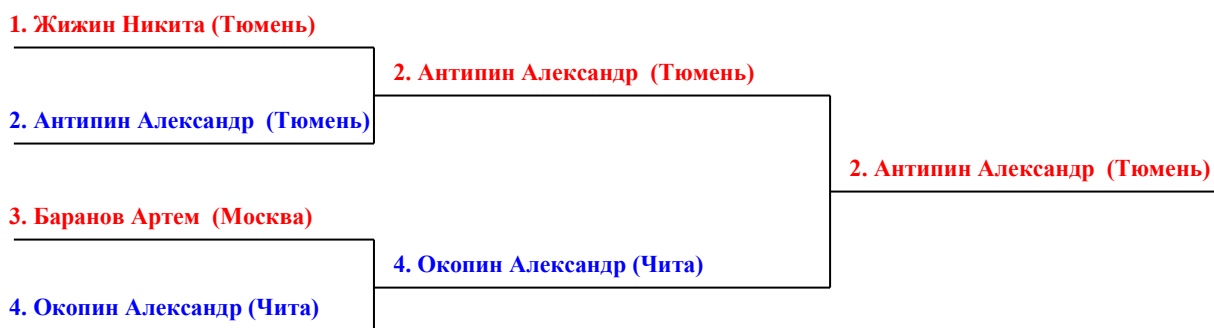 1. Жижин Никита (Тюмень)
2. Антипин Александр  (Тюмень)
2. Антипин Александр  (Тюмень)
2. Антипин Александр  (Тюмень)
3. Баранов Артем  (Москва)
4. Окопин Александр (Чита)
4. Окопин Александр (Чита)